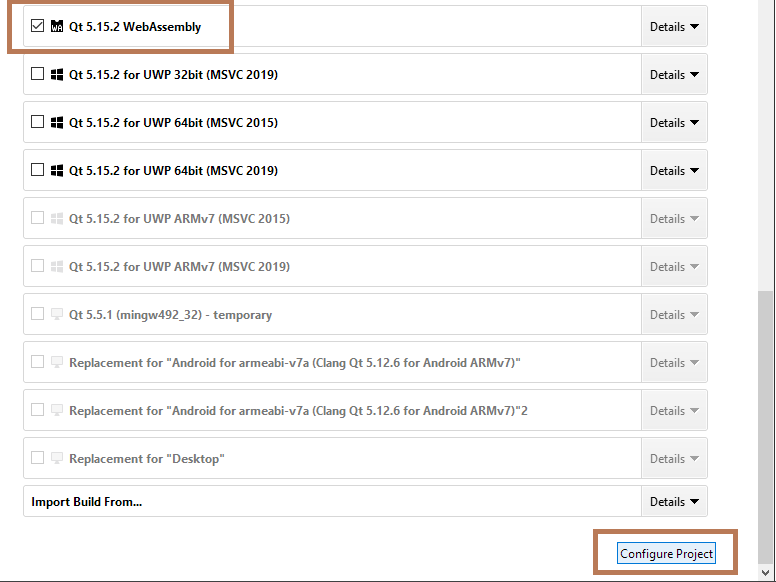 Qt 5.15.2 WebAssembly Details
Qt 5.15.2 for UWP 32bit (MSVC 2019) Details
Qt 5.15.2 for UWP 64bit (MSVC 2015) Details
Qt 5.15.2 for UWP 64bit (MSVC 2019) Details
Qt 5.15.2 for UWP ARMv7 (MSVC 2015) Details
Qt 5.15.2 for UWP ARMv7 (MSVC 2019) Details
Qt 5.5.1 (mingw492_32) - temporary Details
Replacement for "Android for armeabi-v7a (Clang Qt 5.12.6 for Android ARMv7)" Details
Replacement for "Android for armeabi-v7a (Clang Qt 5.12.6 for Android ARMv7)"2 Details
Replacement for "Desktop" Details
Import Build From... Details
Configure Project